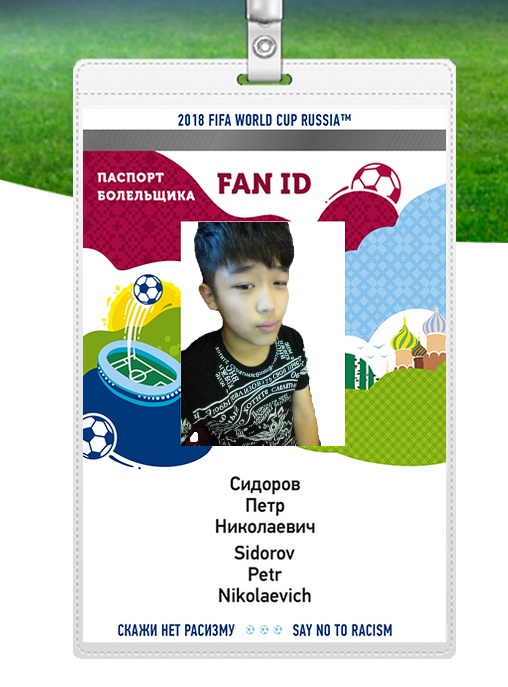 2018 FIFA WORLD CUP RUSSIA™
ПАСПОРТ
БОЛЕЛЬЩИКА
FAN ID
Сидоров
Петр
Николаевич
Sidorov
Petr
Nikolaevich
СКАЖИ НЕТ РАСИЗМУ
SAY NO TO RACISM